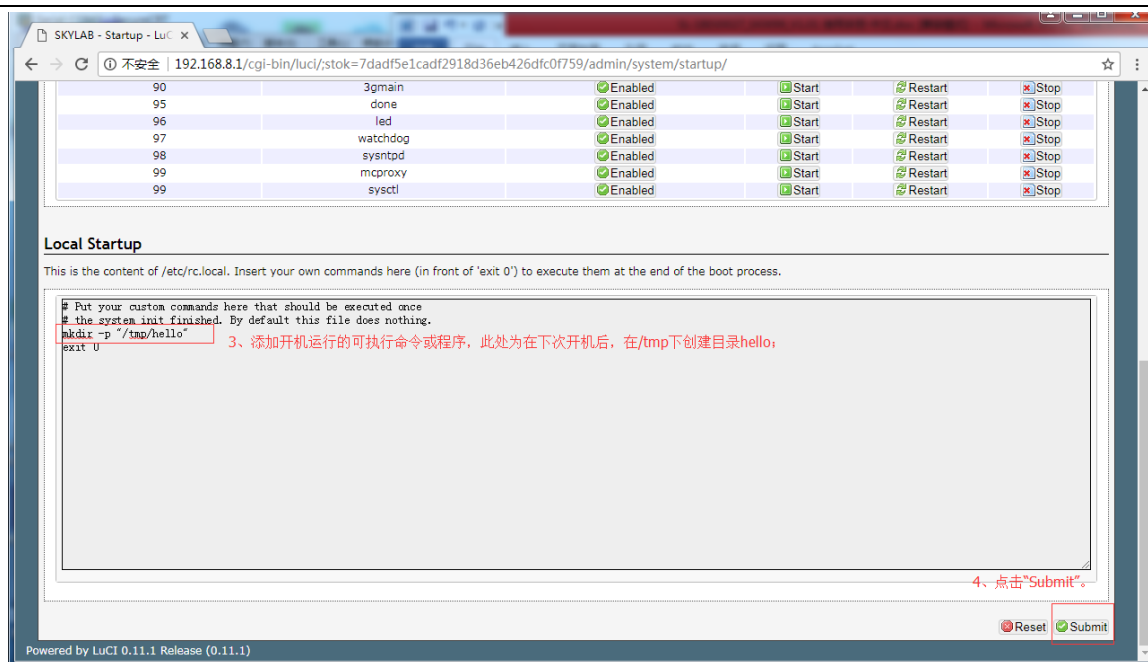 SKYLAB - Startup - LuC
不安全 | 192.168.8.1/cgi-bin/luci/;stok=7dadf5e1cadf2918d36eb426dfc0f759/admin/system/startup/
90 3gmain Enabled Start Restart Stop
95 done Enabled Start Restart Stop
96 led Enabled Start Restart Stop
97 watchdog Enabled Start Restart Stop
98 sysntpd Enabled Start Restart Stop
99 mcproxy Enabled Start Restart Stop
99 sysctl Enabled Start Restart Stop
Local Startup
This is the content of /etc/rc.local. Insert your own commands here (in front of 'exit 0') to execute them at the end of the boot process.
# Put your custom commands here that should be executed once
# the system init finished. By default this file does nothing.
mkdir -p "/tmp/hello"
exit 0
3、添加开机运行的可执行命令或程序，此处为在下次开机后，在/tmp下创建目录hello；
4、点击“Submit”。
Reset Submit
Powered by LuCI 0.11.1 Release (0.11.1)